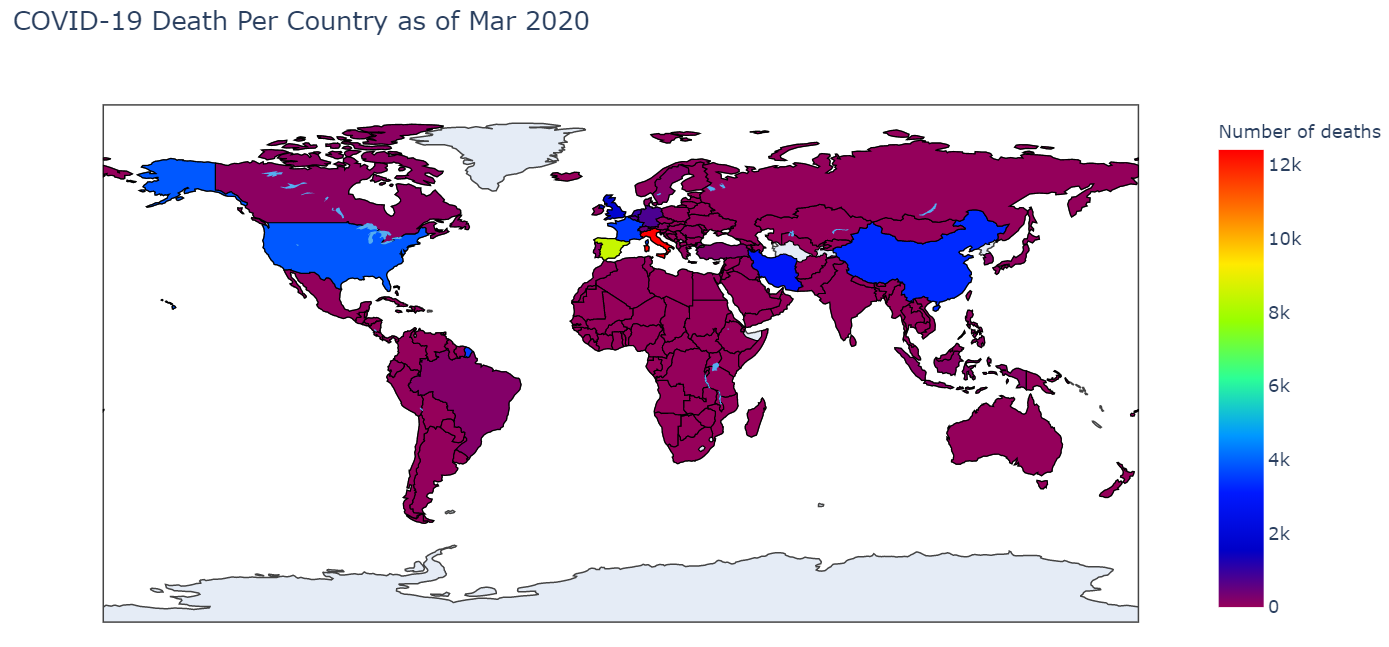 COVID-19 Death Per Country as of Mar 2020
Number of deaths
12k
10k
8k
6k
4k
2k
0